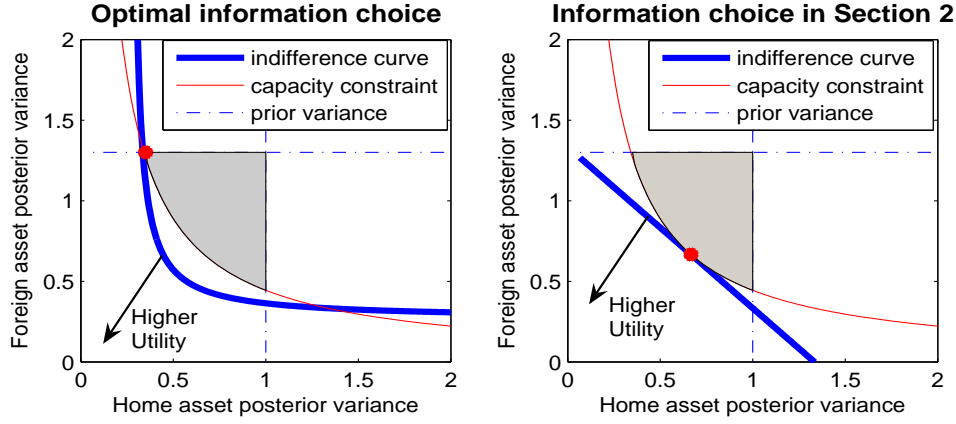 Optimal information choice
2
1.5
1
0.5
0
0
0.5
1
1.5
2
indifference curve
capacity constraint
prior variance
Higher
Utility
Foreign asset posterior variance
Home asset posterior variance
Information choice in Section 2
2
1.5
1
0.5
0
0
0.5
1
1.5
2
indifference curve
capacity constraint
prior variance
Higher
Utility
Foreign asset posterior variance
Home asset posterior variance